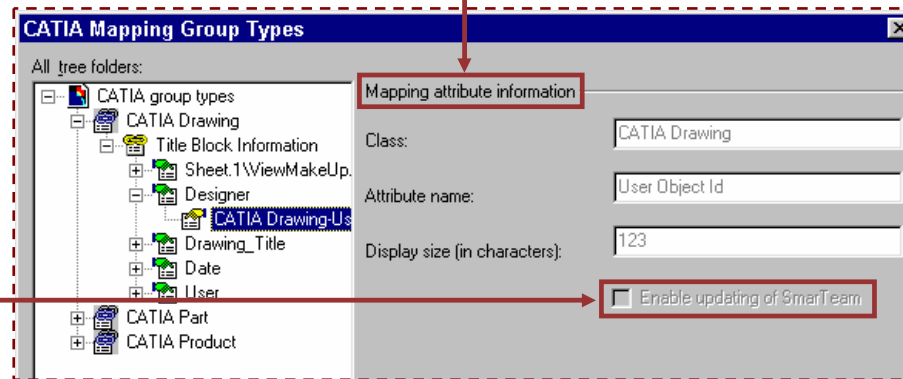 CATIA Mapping Group Types
All tree folders:
CATIA group types
CATIA Drawing
Title Block Information
Sheet.1\ViewMakeUp.
Designer
CATIA Drawing-Us
Drawing_Title
Date
User
CATIA Part
CATIA Product
Mapping attribute information
Class:
CATIA Drawing
Attribute name:
User Object Id
Display size (in characters):
123
Enable updating of SmarTeam